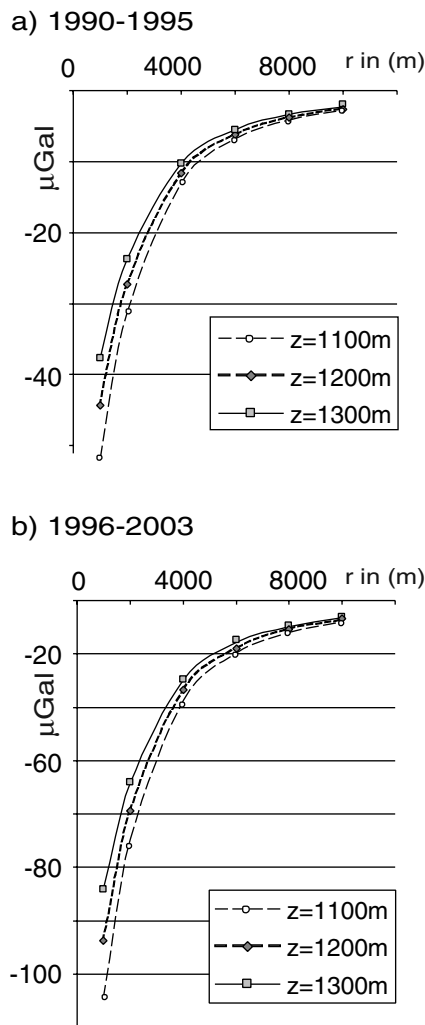 a) 1990-1995
0 4000 8000 r in (m)
μGal
-20
-40
z=1100m
z=1200m
z=1300m
b) 1996-2003
0 4000 8000 r in (m)
μGal
-20
-60
-80
-100
z=1100m
z=1200m
z=1300m